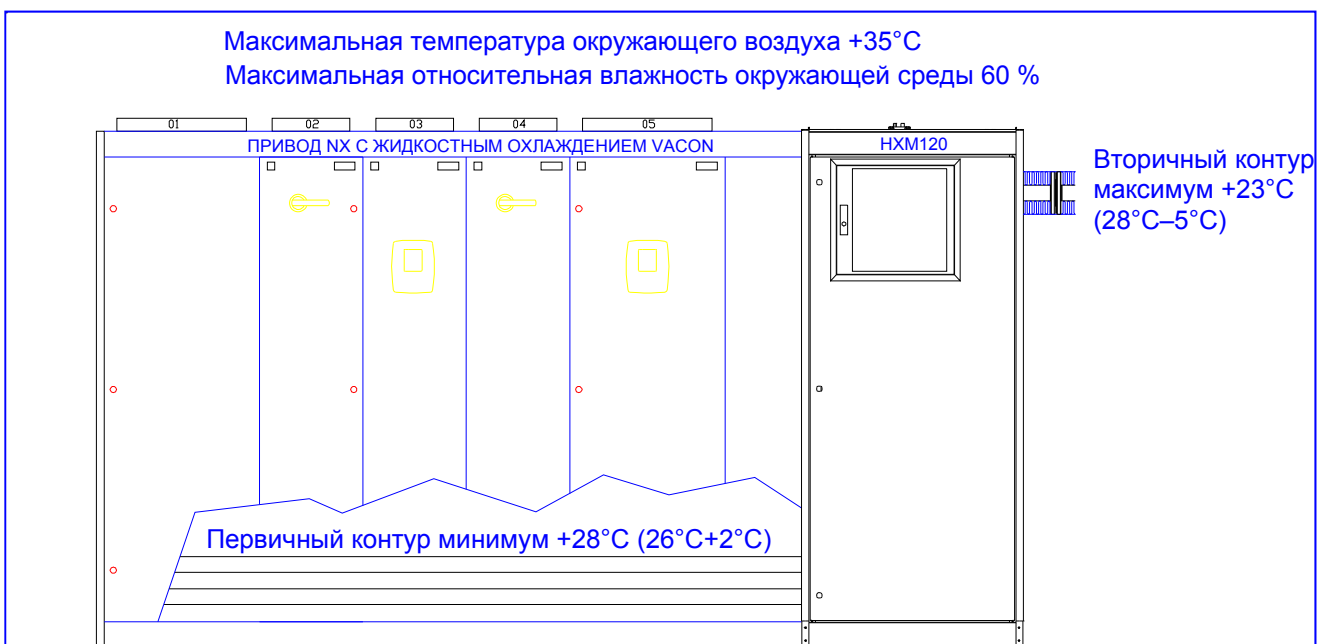 Максимальная температура окружающего воздуха +35°C
Максимальная относительная влажность окружающей среды 60 %
01 02 03 04 05
ПРИВОД NX С ЖИДКОСТНЫМ ОХЛАЖДЕНИЕМ VACON
HXM120
Вторичный контур
максимум +23°C
(28°C–5°C)
Первичный контур минимум +28°C (26°C+2°C)